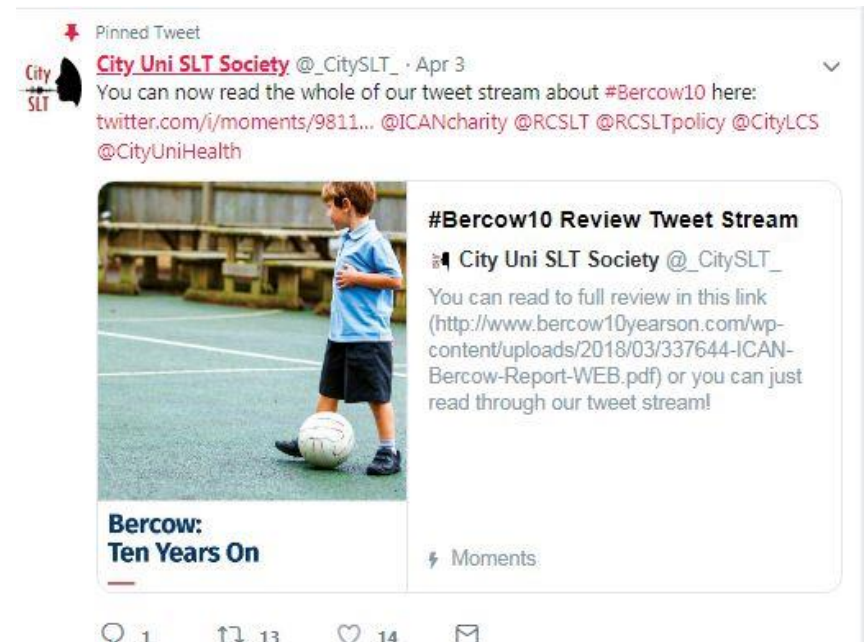 Pinned Tweet
City
SLT
City Uni SLT Society @_CitySLT_ · Apr 3
You can now read the whole of our tweet stream about #Bercow10 here:
twitter.com/i/moments/9811... @ICANcharity @RCSLT @RCSLTpolicy @CityLCS
@CityUniHealth
#Bercow10 Review Tweet Stream
City Uni SLT Society @_CitySLT_
You can read to full review in this link
(http://www.bercow10yearson.com/wp-
content/uploads/2018/03/337644-ICAN-
Bercow-Report-WEB.pdf) or you can just
read through our tweet stream!
Bercow:
Ten Years On
Moments
1 13 14